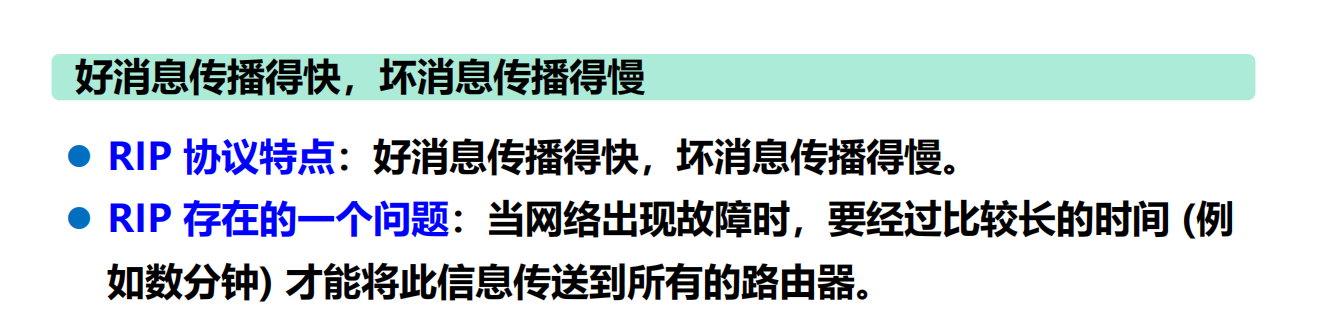 好消息传播得快，坏消息传播得慢
● RIP 协议特点：好消息传播得快，坏消息传播得慢。
● RIP 存在的一个问题：当网络出现故障时，要经过比较长的时间 (例
如数分钟) 才能将此信息传送到所有的路由器。